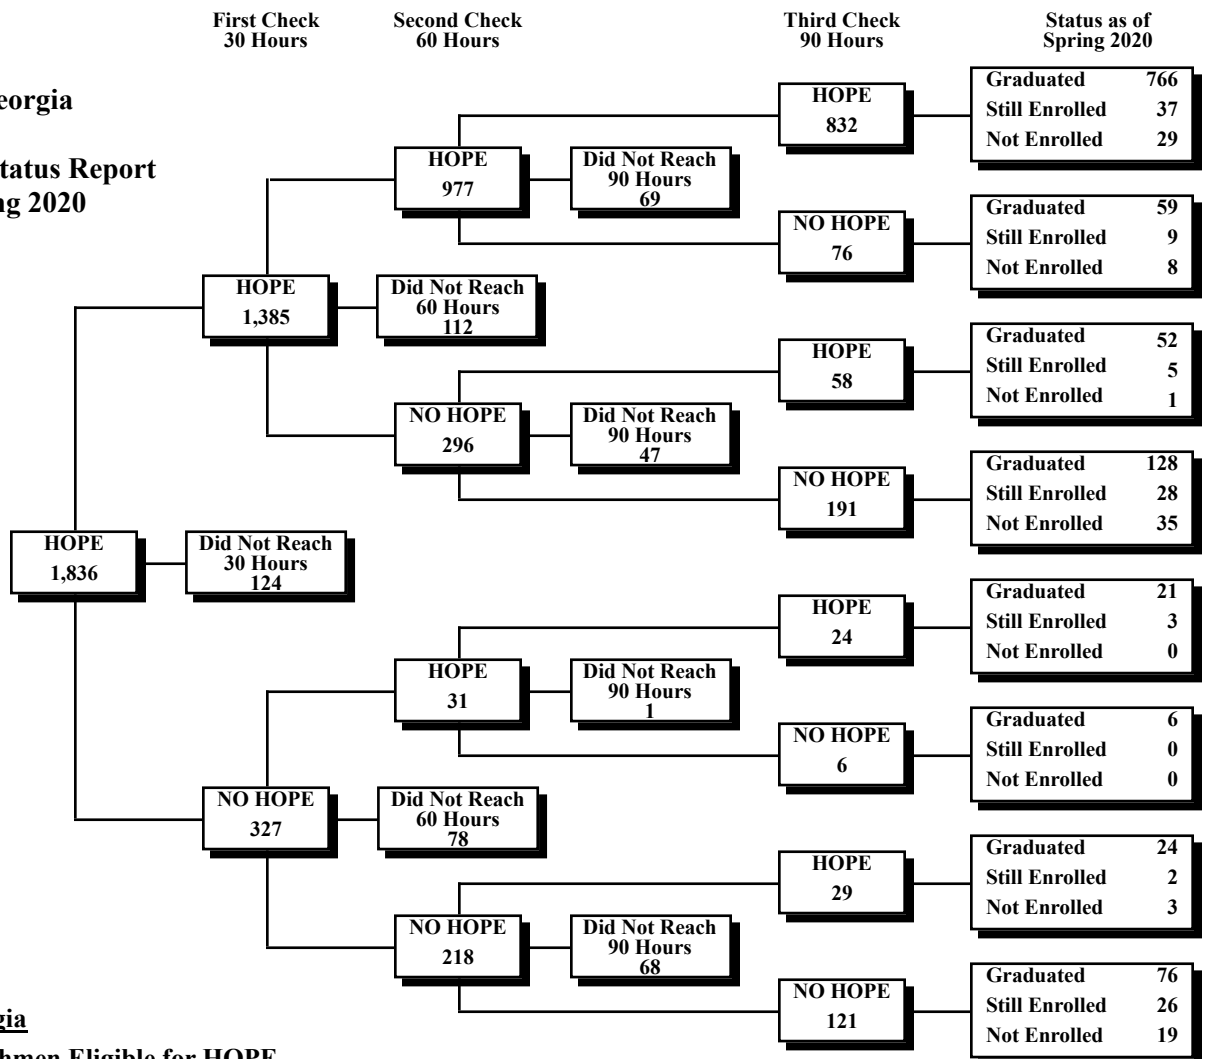 First Check
30 Hours
Second Check
60 Hours
Third Check
90 Hours
Status as of
Spring 2020
eorgia
tatus Report
ng 2020
HOPE
1,836
Did Not Reach
30 Hours
124
HOPE
1,385
Did Not Reach
60 Hours
112
NO HOPE
327
Did Not Reach
60 Hours
78
HOPE
977
Did Not Reach
90 Hours
69
NO HOPE
296
Did Not Reach
90 Hours
47
HOPE
31
Did Not Reach
90 Hours
1
NO HOPE
218
Did Not Reach
90 Hours
68
HOPE
832
Graduated 766
Still Enrolled 37
Not Enrolled 29
NO HOPE
76
Graduated 59
Still Enrolled 9
Not Enrolled 8
HOPE
58
Graduated 52
Still Enrolled 5
Not Enrolled 1
NO HOPE
191
Graduated 128
Still Enrolled 28
Not Enrolled 35
HOPE
24
Graduated 21
Still Enrolled 3
Not Enrolled 0
NO HOPE
6
Graduated 6
Still Enrolled 0
Not Enrolled 0
HOPE
29
Graduated 24
Still Enrolled 2
Not Enrolled 3
NO HOPE
121
Graduated 76
Still Enrolled 26
Not Enrolled 19
gia
hmen Eligible for HOPE